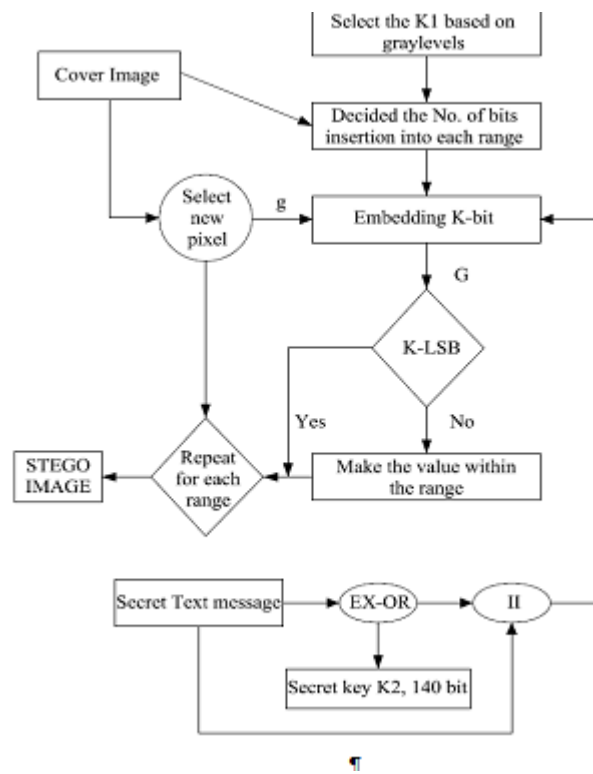 Select the K1 based on
graylevels
Cover Image
Decided the No. of bits
insertion into each range
Select
new
pixel
g
Embedding K-bit
G
K-LSB
Yes
No
Repeat
for each
range
STEGO
IMAGE
Make the value within
the range
Secret Text message
EX-OR
II
Secret key K2, 140 bit
¶